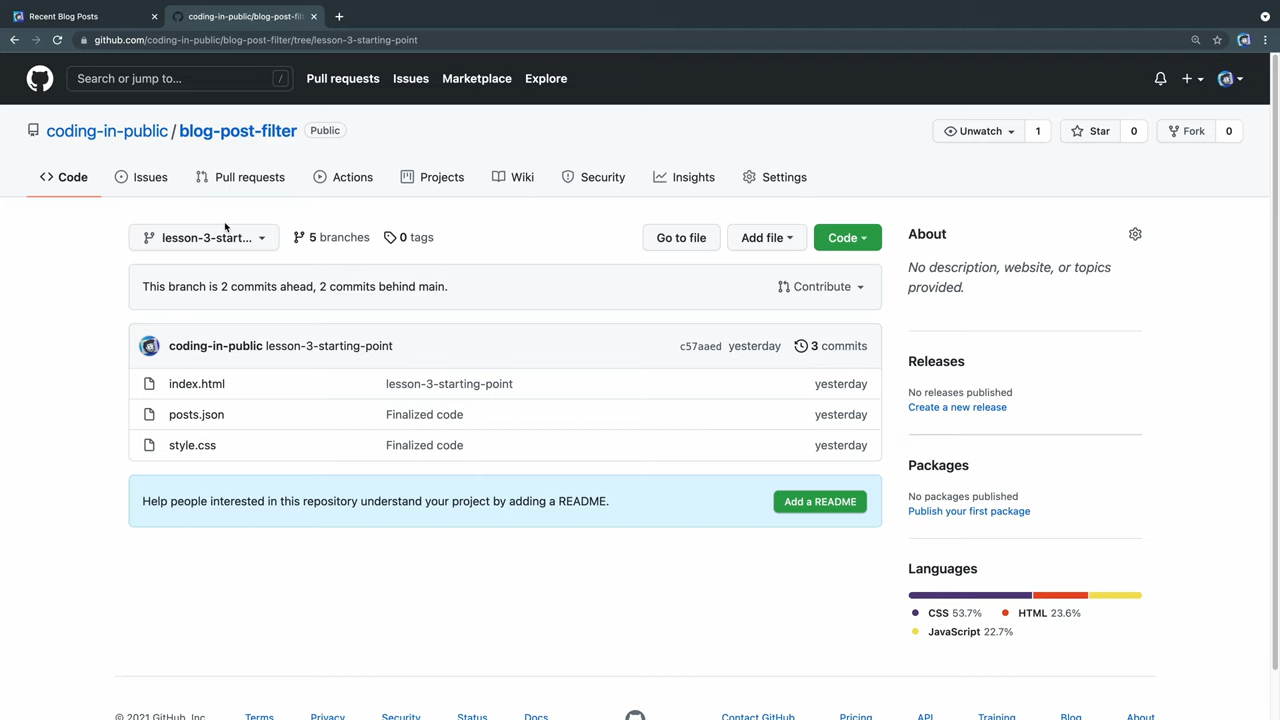 Recent Blog Posts
coding-in-public/blog-post-fil
github.com/coding-in-public/blog-post-filter/tree/lesson-3-starting-point
Search or jump to... /
Pull requests Issues Marketplace Explore
coding-in-public / blog-post-filter Public
Unwatch 1 Star 0 Fork 0
Code Issues Pull requests Actions Projects Wiki Security Insights Settings
lesson-3-start... 5 branches 0 tags Go to file Add file Code
This branch is 2 commits ahead, 2 commits behind main. Contribute
coding-in-public lesson-3-starting-point c57aaed yesterday 3 commits
index.html lesson-3-starting-point yesterday
posts.json Finalized code yesterday
style.css Finalized code yesterday
Help people interested in this repository understand your project by adding a README. Add a README
About
No description, website, or topics
provided.
Releases
No releases published
Create a new release
Packages
No packages published
Publish your first package
Languages
CSS 53.7% HTML 23.6%
JavaScript 22.7%
© 2021 GitHub, Inc. Terms Privacy Security Status Docs Contact GitHub Pricing API Training Blog About